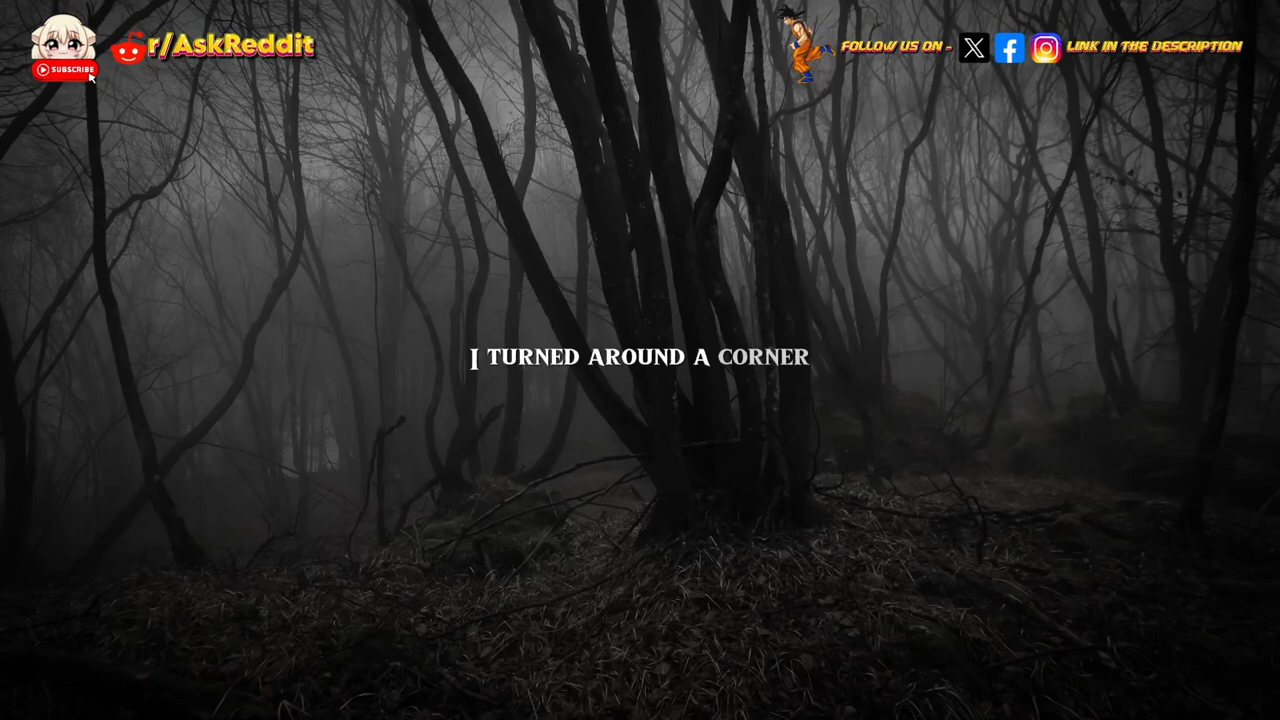 r/AskReddit
SUBSCRIBE
FOLLOW US ON -
LINK IN THE DESCRIPTION
I TURNED AROUND A CORNER